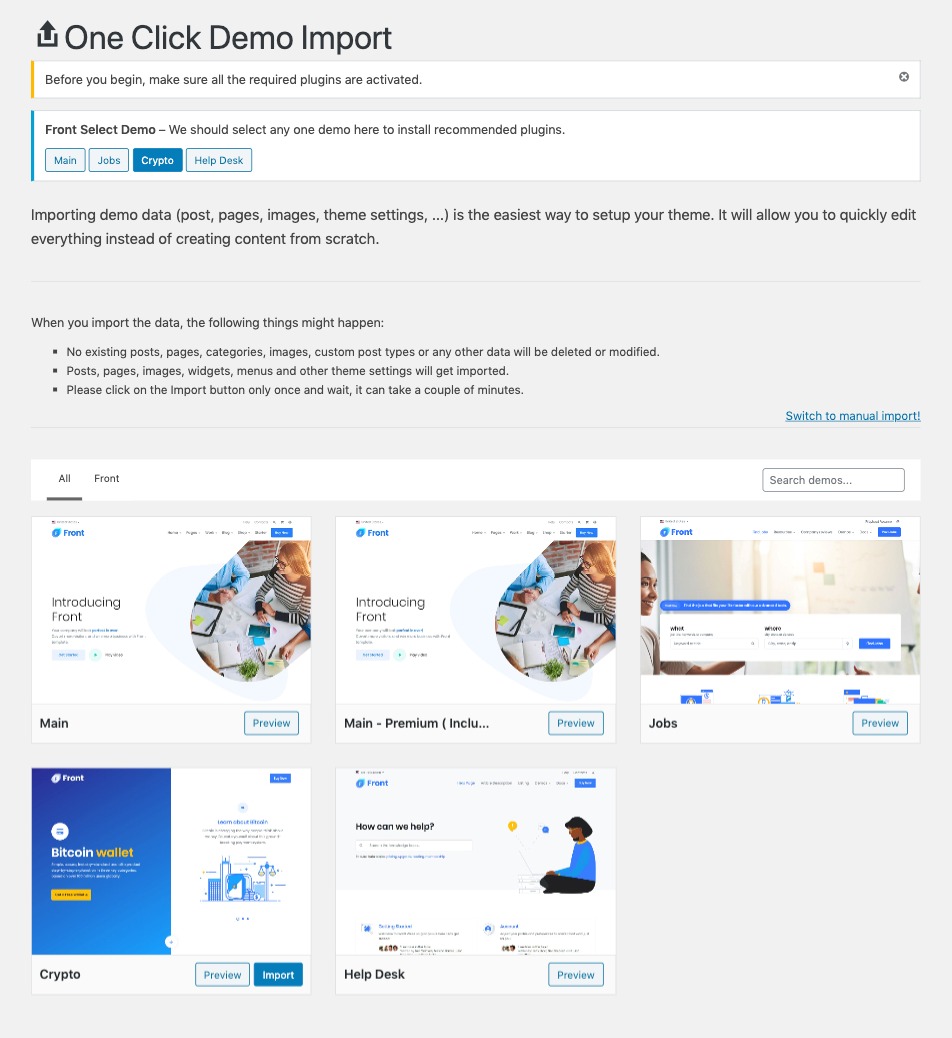 One Click Demo Import
Before you begin, make sure all the required plugins are activated.
Front Select Demo – We should select any one demo here to install recommended plugins.
Main Jobs Crypto Help Desk
Importing demo data (post, pages, images, theme settings, ...) is the easiest way to setup your theme. It will allow you to quickly edit
everything instead of creating content from scratch.
When you import the data, the following things might happen:
No existing posts, pages, categories, images, custom post types or any other data will be deleted or modified.
Posts, pages, images, widgets, menus and other theme settings will get imported.
Please click on the Import button only once and wait, it can take a couple of minutes.
Switch to manual import!
All Front
Search demos...
Front
Introducing
Front
Main Preview
Front
Introducing
Front
Main - Premium ( Inclu... Preview
Front
what
where
Jobs Preview
Front
Learn about Bitcoin
Bitcoin wallet
Crypto Preview Import
Front
How can we help?
Getting Started
Account
Help Desk Preview